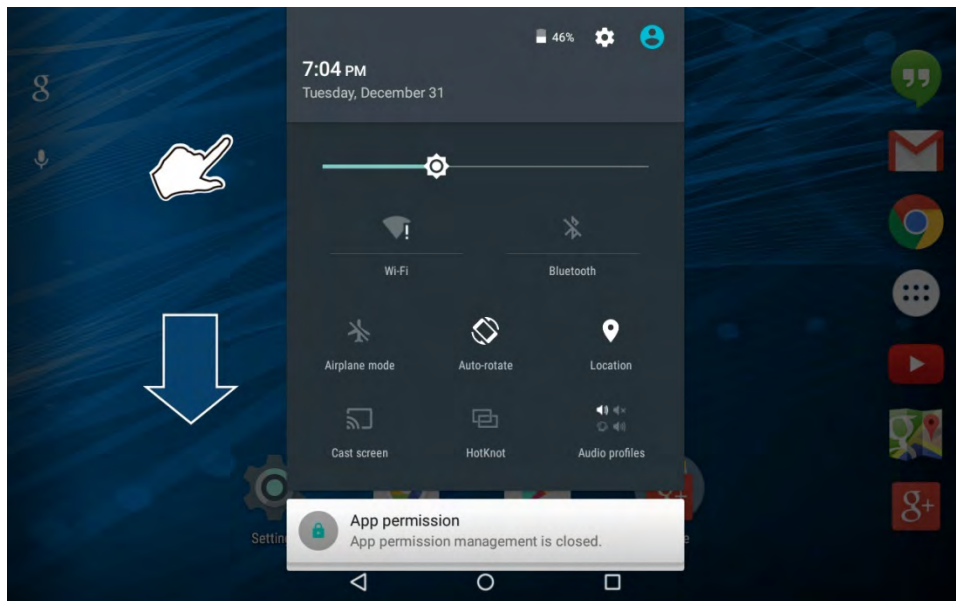 46%
7:04 PM
Tuesday, December 31
g
Wi-Fi
Bluetooth
Airplane mode
Auto-rotate
Location
Cast screen
HotKnot
Audio profiles
g+
Settin
e
App permission
App permission management is closed.